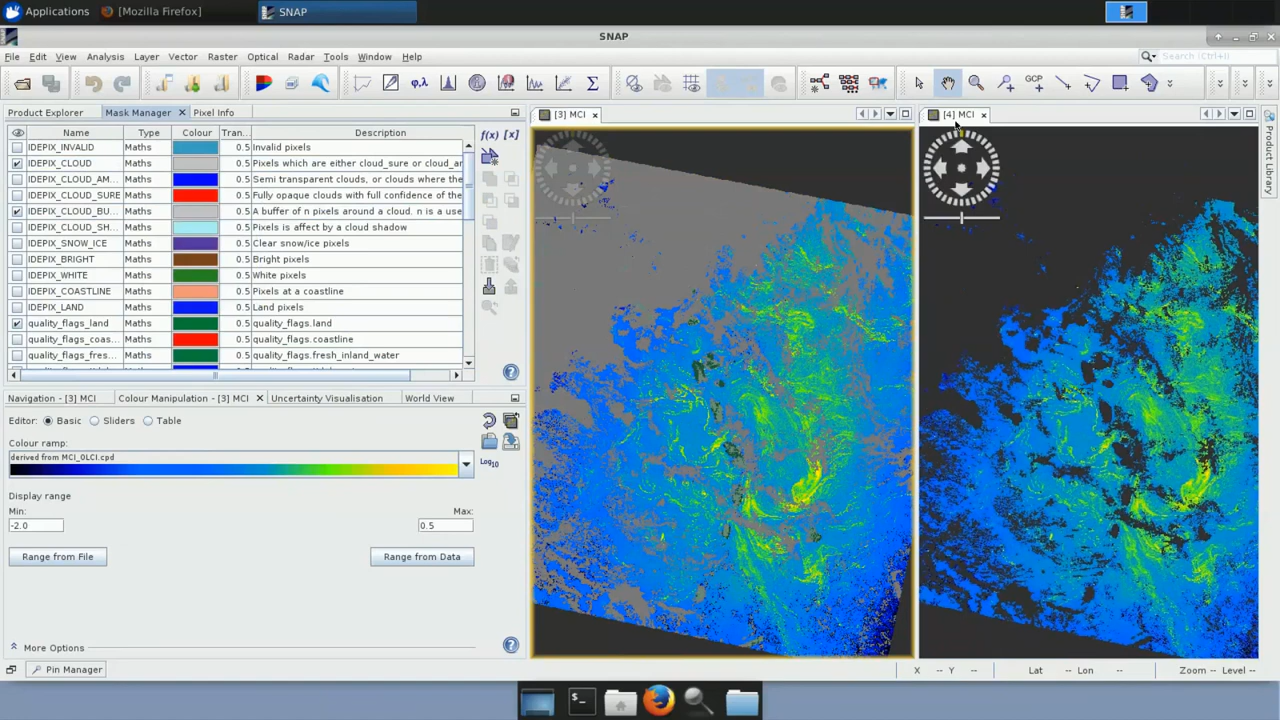 Applications
[Mozilla Firefox]
SNAP
SNAP
File Edit View Analysis Layer Vector Raster Optical Radar Tools Window Help
Search (Ctrl+I)
φ,λ Σ GCP
Product Explorer Mask Manager Pixel Info
[3] MCI
[4] MCI
Name Type Colour Tran... Description
IDEPIX_INVALID Maths 0.5 Invalid pixels
IDEPIX_CLOUD Maths 0.5 Pixels which are either cloud_sure or cloud_ar
IDEPIX_CLOUD_AM... Maths 0.5 Semi transparent clouds, or clouds where the
IDEPIX_CLOUD_SURE Maths 0.5 Fully opaque clouds with full confidence of the
IDEPIX_CLOUD_BU... Maths 0.5 A buffer of n pixels around a cloud. n is a use
IDEPIX_CLOUD_SH... Maths 0.5 Pixels is affect by a cloud shadow
IDEPIX_SNOW_ICE Maths 0.5 Clear snow/ice pixels
IDEPIX_BRIGHT Maths 0.5 Bright pixels
IDEPIX_WHITE Maths 0.5 White pixels
IDEPIX_COASTLINE Maths 0.5 Pixels at a coastline
IDEPIX_LAND Maths 0.5 Land pixels
quality_flags_land Maths 0.5 quality_flags.land
quality_flags_coas... Maths 0.5 quality_flags.coastline
quality_flags_fres... Maths 0.5 quality_flags.fresh_inland_water
f(x) [x]
Product Library
Navigation - [3] MCI Colour Manipulation - [3] MCI Uncertainty Visualisation World View
Editor: Basic Sliders Table
Colour ramp:
derived from MCI_OLCI.cpd
Log10
Display range
Min: Max:
-2.0 0.5
Range from File Range from Data
More Options
Pin Manager
X -- Y -- Lat -- Lon -- Zoom -- Level --